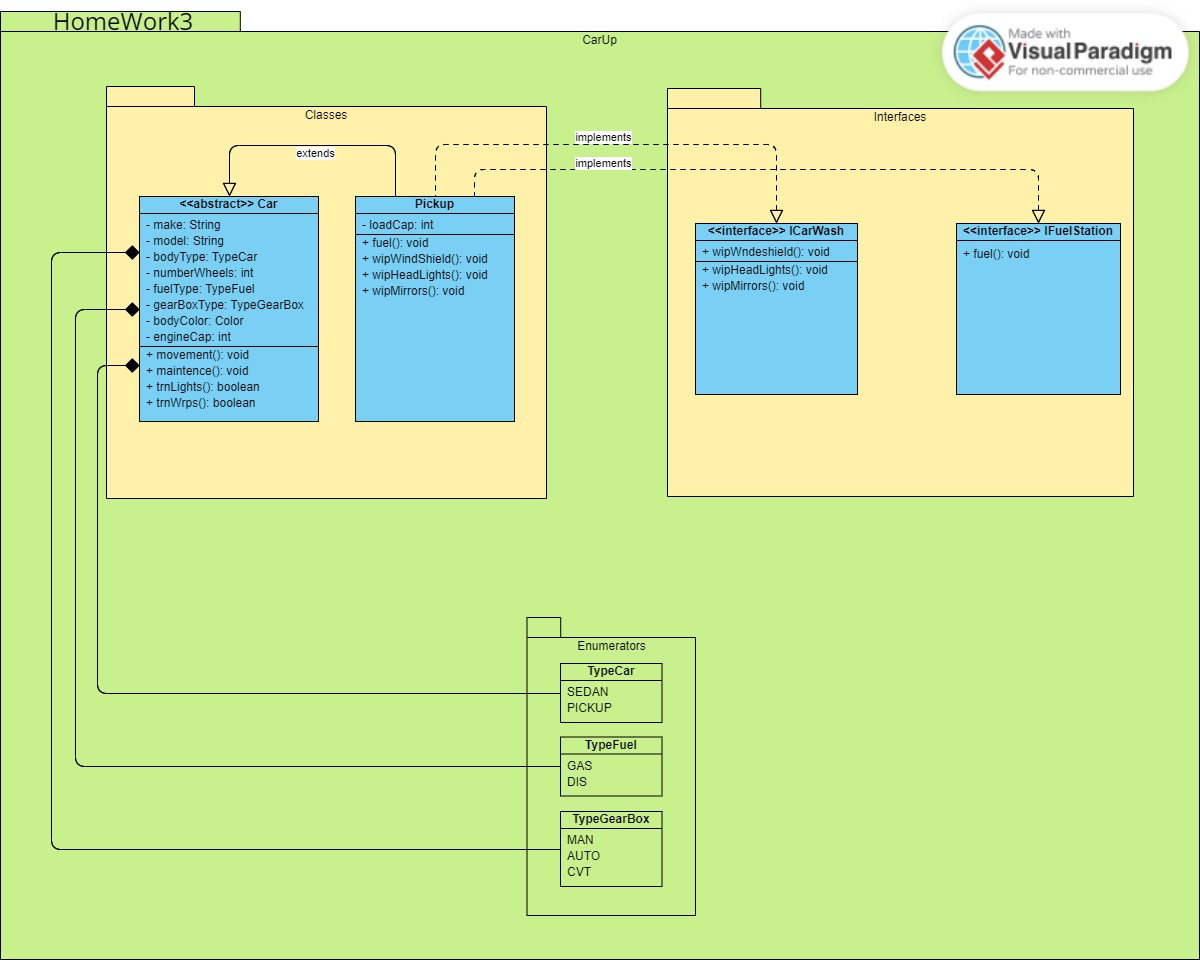 HomeWork3
CarUp
Made with
Visual Paradigm
For non-commercial use
Classes
extends
<<abstract>> Car
- make: String
- model: String
- bodyType: TypeCar
- numberWheels: int
- fuelType: TypeFuel
- gearBoxType: TypeGearBox
- bodyColor: Color
- engineCap: int
+ movement(): void
+ maintence(): void
+ trnLights(): boolean
+ trnWrps(): boolean
Pickup
- loadCap: int
+ fuel(): void
+ wipWindShield(): void
+ wipHeadLights(): void
+ wipMirrors(): void
implements
implements
Interfaces
<<interface>> ICarWash
+ wipWndeshield(): void
+ wipHeadLights(): void
+ wipMirrors(): void
<<interface>> IFuelStation
+ fuel(): void
Enumerators
TypeCar
SEDAN
PICKUP
TypeFuel
GAS
DIS
TypeGearBox
MAN
AUTO
CVT